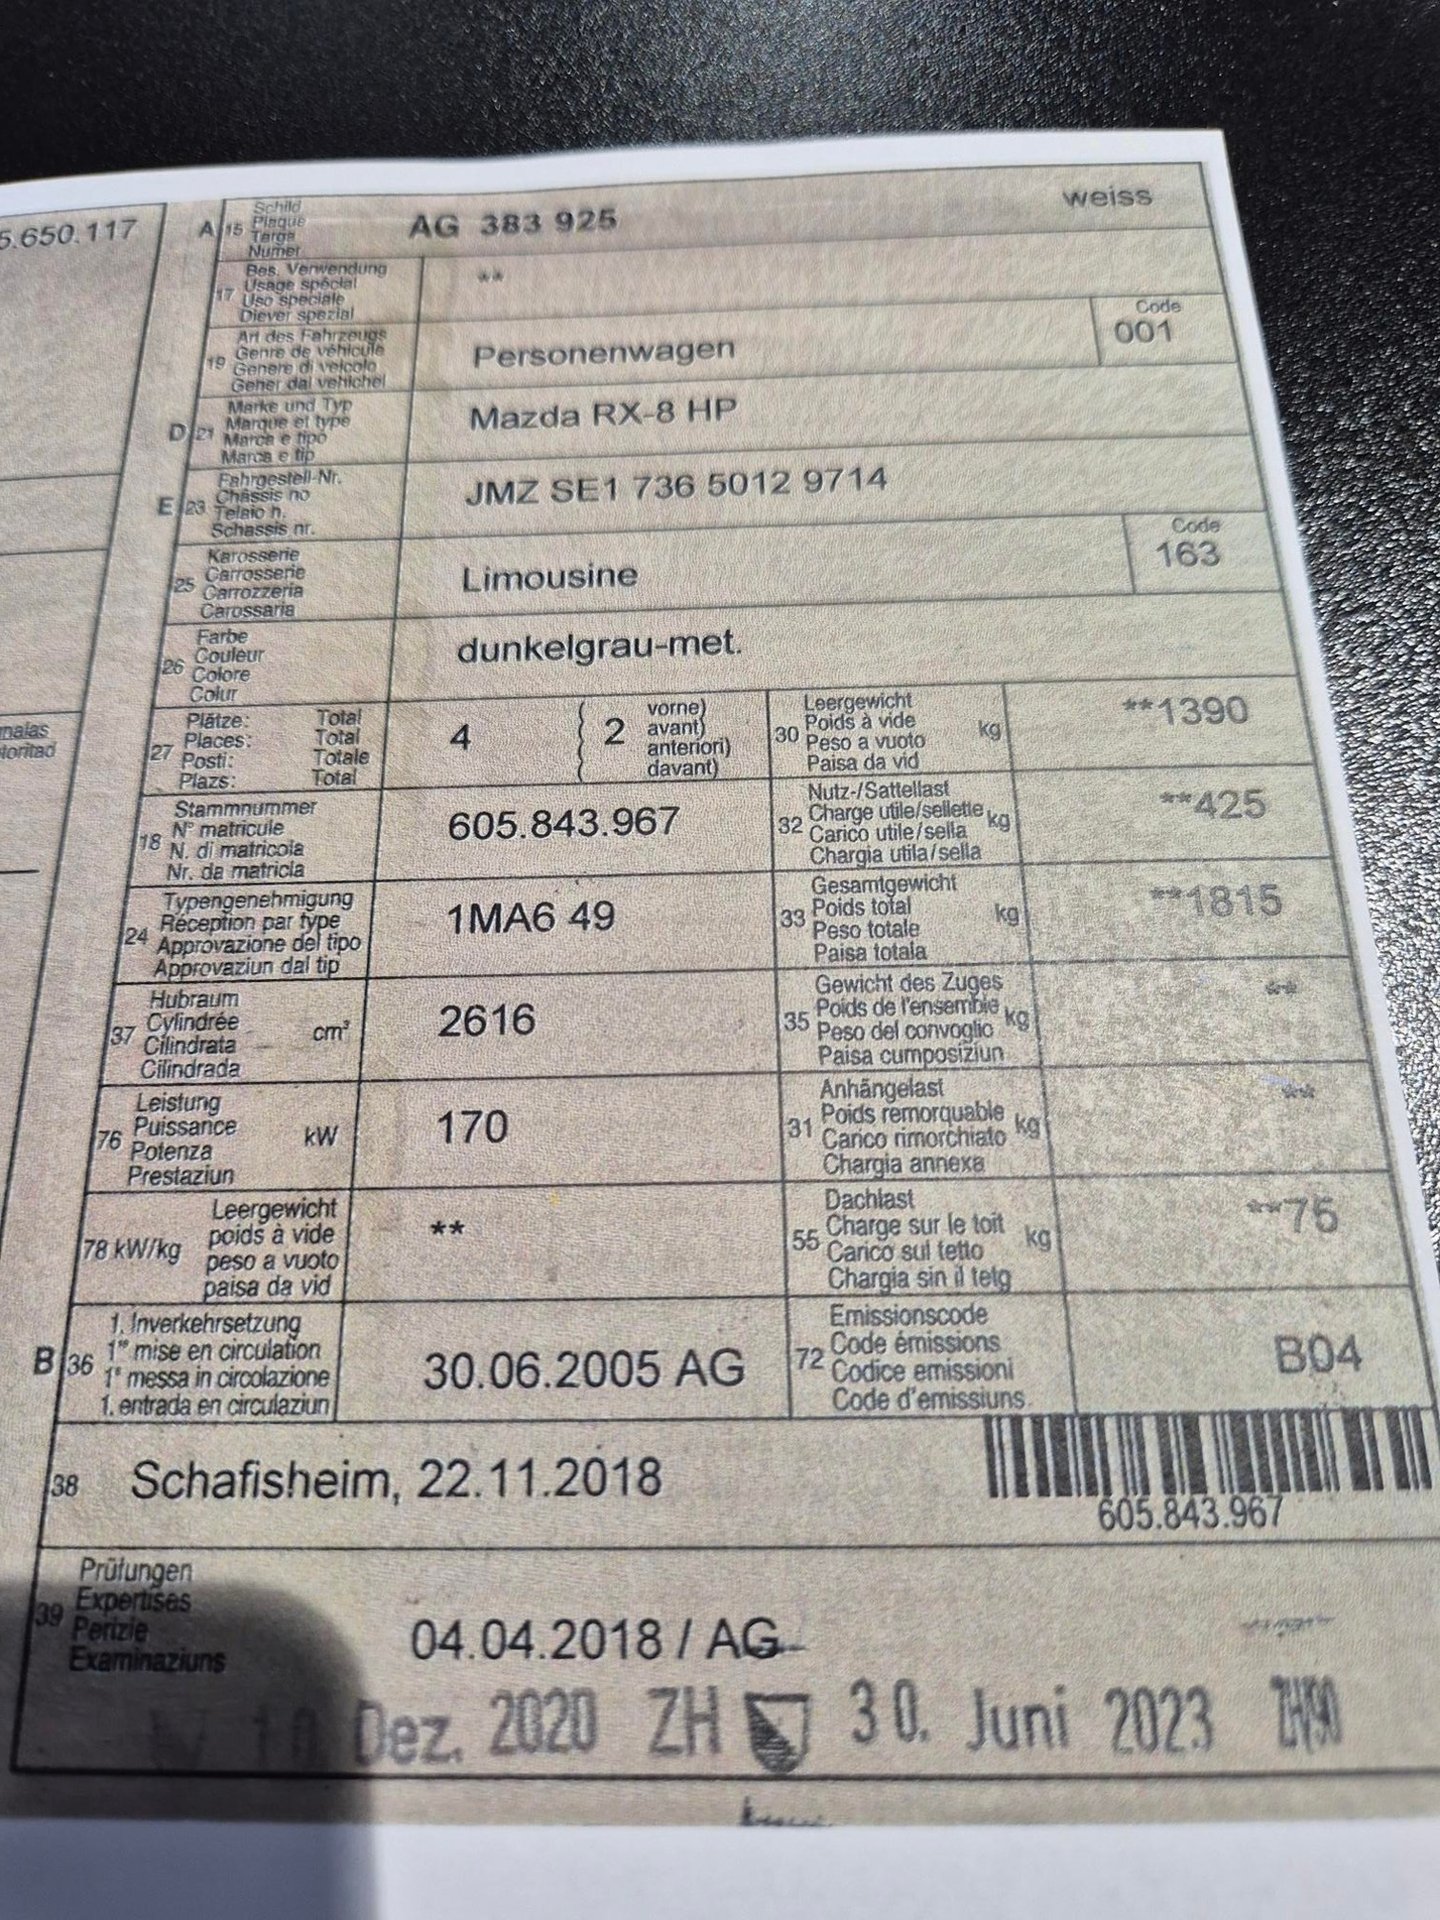 5.650.117
nalas
toritad
A 15 Schild
Plaque
Targa
Numer
AG 383 925
weiss
17 Bes. Verwendung
Usage spécial
Uso speciale
Diever spezial
**
19 Art des Fahrzeugs
Genre de véhicule
Genere di veicolo
Gener dal vehichel
Personenwagen
Code
001
D 21 Marke und Typ
Marque et type
Marca e tipo
Marca e tip
Mazda RX-8 HP
E 23 Fahrgestell-Nr.
Châssis no
Telaio n.
Schassis nr.
JMZ SE1 736 5012 9714
25 Karosserie
Carrosserie
Carrozzeria
Carossaria
Limousine
Code
163
26 Farbe
Couleur
Colore
Colur
dunkelgrau-met.
27 Plätze: Total
Places: Total
Posti: Totale
Plazs: Total
4
( 2 vorne)
avant)
anteriori)
davant)
30 Leergewicht
Poids à vide
Peso a vuoto
Paisa da vid
kg
**1390
18 Stammnummer
N° matricule
N. di matricola
Nr. da matricla
605.843.967
32 Nutz-/Sattellast
Charge utile/sellette
Carico utile/sella
Chargia utila/sella
kg
**425
24 Typengenehmigung
Réception par type
Approvazione del tipo
Approvaziun dal tip
1MA6 49
33 Gesamtgewicht
Poids total
Peso totale
Paisa totala
kg
**1815
37 Hubraum
Cylindrée
Cilindrata
Cilindrada
cm³
2616
35 Gewicht des Zuges
Poids de l'ensemble
Peso del convoglio
Paisa cumposiziun
kg
**
76 Leistung
Puissance
Potenza
Prestaziun
kW
170
31 Anhängelast
Poids remorquable
Carico rimorchiato
Chargia annexa
kg
**
78 kW/kg
Leergewicht
poids à vide
peso a vuoto
paisa da vid
**
55 Dachlast
Charge sur le toit
Carico sul tetto
Chargia sin il tetg
kg
**75
B 36 1. Inverkehrsetzung
1re mise en circulation
1a messa in circolazione
1. entrada en circulaziun
30.06.2005 AG
72 Emissionscode
Code émissions
Codice emissioni
Code d'emissiuns
B04
38 Schafisheim, 22.11.2018
605.843.967
39 Prüfungen
Expertises
Perizie
Examinaziuns
04.04.2018 / AG
10. Dez. 2020 ZH
30. Juni 2023